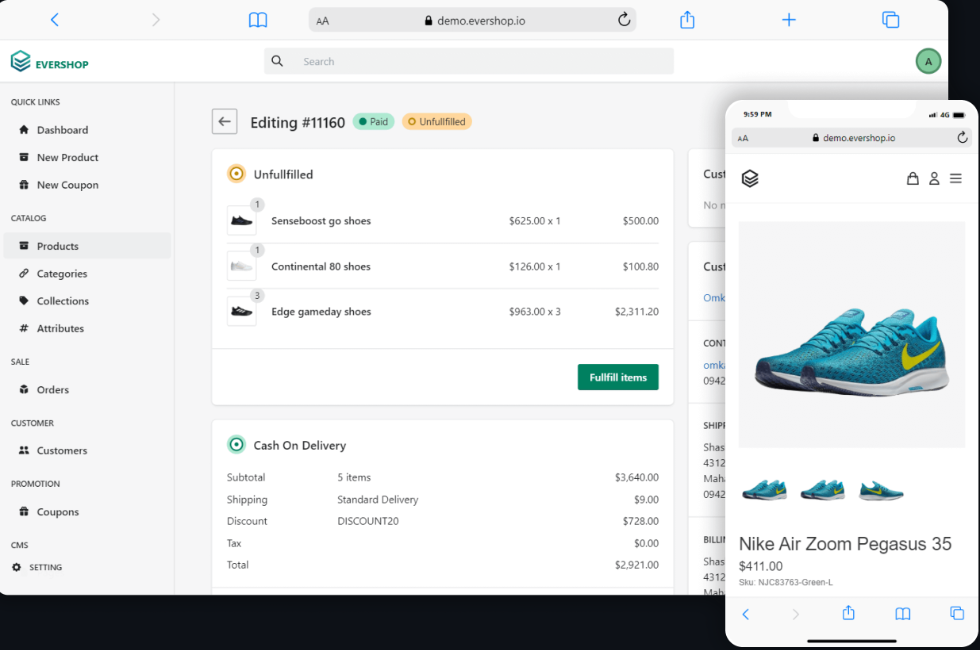 AA demo.evershop.io
EVERSHOP
Search
A
QUICK LINKS
Dashboard
New Product
New Coupon
CATALOG
Products
Categories
Collections
Attributes
SALE
Orders
CUSTOMER
Customers
PROMOTION
Coupons
CMS
SETTING
Editing #11160 Paid Unfullfilled
Unfullfilled
1
Senseboost go shoes $625.00 x 1 $500.00
1
Continental 80 shoes $126.00 x 1 $100.80
3
Edge gameday shoes $963.00 x 3 $2,311.20
Fullfill items
Cash On Delivery
Subtotal 5 items $3,640.00
Shipping Standard Delivery $9.00
Discount DISCOUNT20 $728.00
Tax $0.00
Total $2,921.00
No n
Omk
omka
0942
Shas
4312
Maha
0942
Shas
4312
Mah
9:59 PM 4G
AA demo.evershop.io
Nike Air Zoom Pegasus 35
$411.00
Sku: NJC83763-Green-L